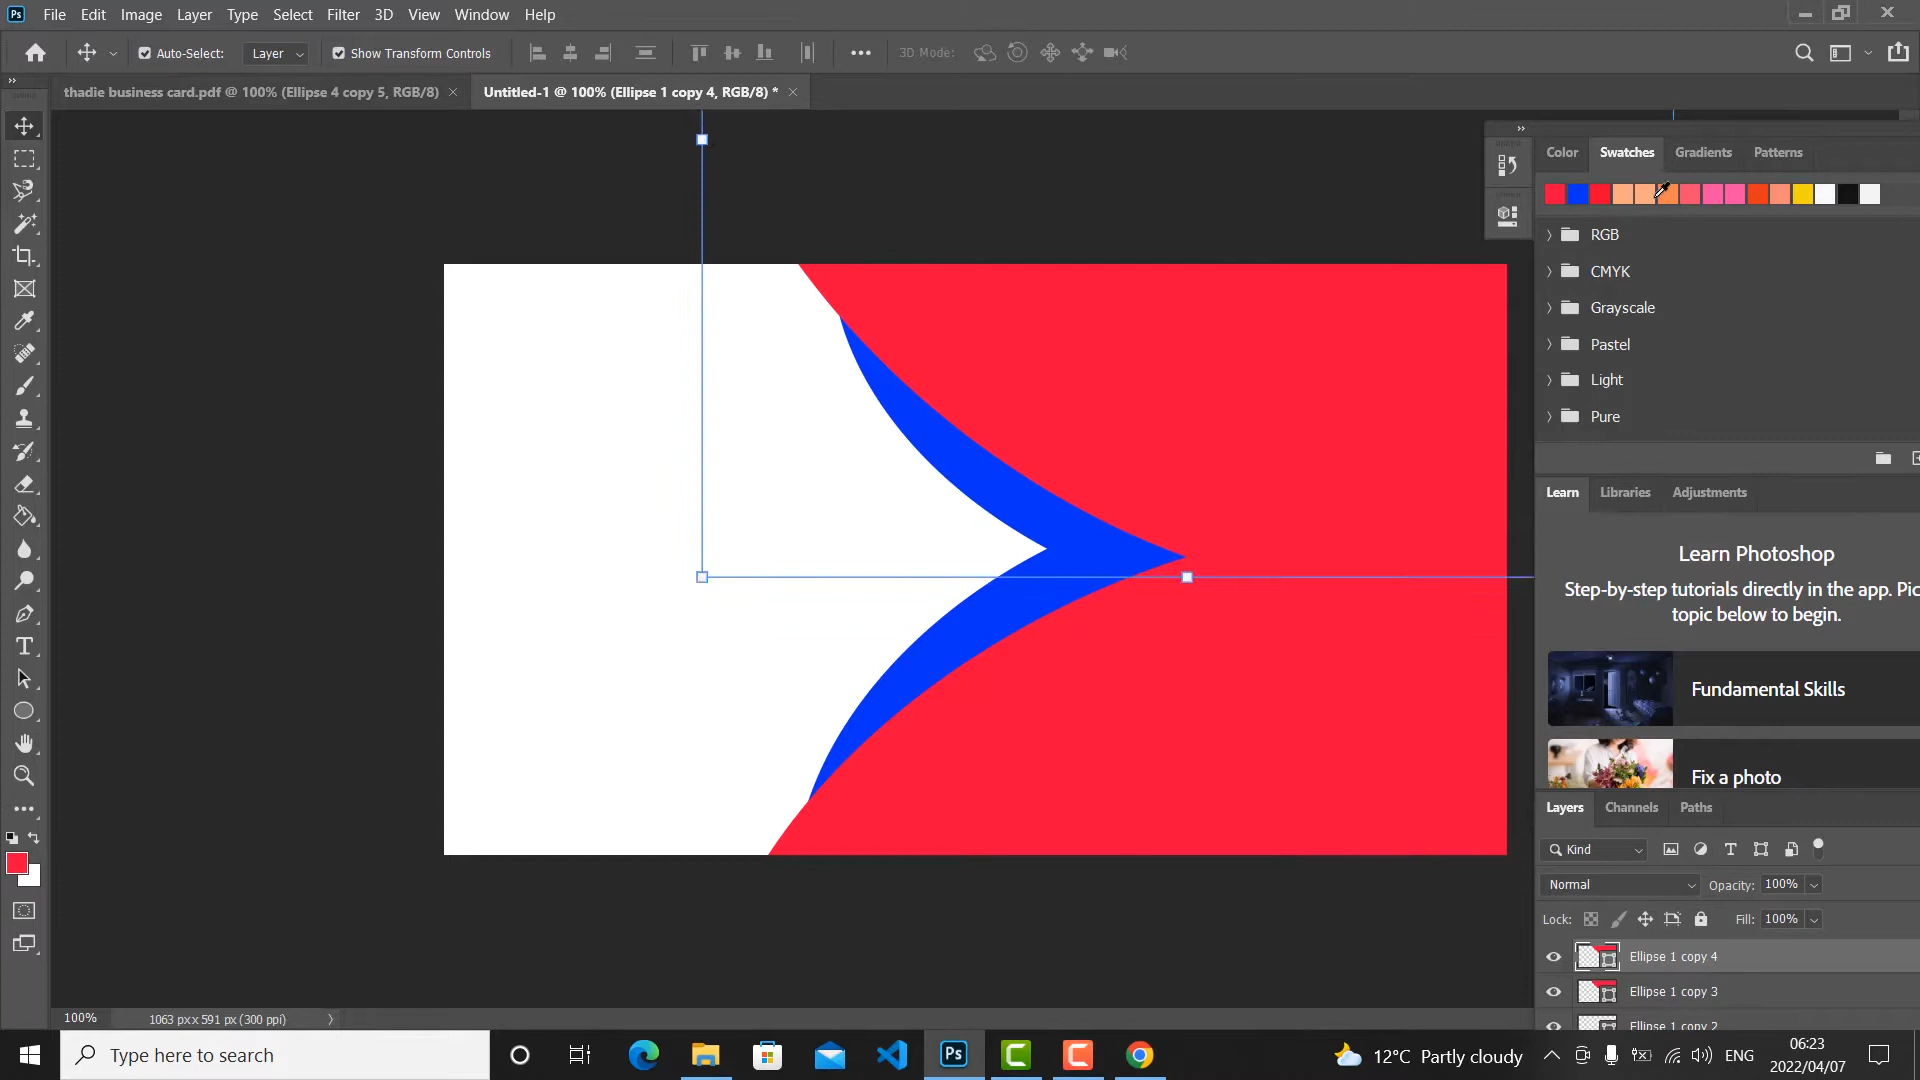 Ps File Edit Image Layer Type Select Filter 3D View Window Help
Auto-Select: Layer Show Transform Controls 3D Mode:
thadie business card.pdf @ 100% (Ellipse 4 copy 5, RGB/8) Untitled-1 @ 100% (Ellipse 1 copy 4, RGB/8) *
Color Swatches Gradients Patterns
RGB
CMYK
Grayscale
Pastel
Light
Pure
Learn Libraries Adjustments
Learn Photoshop
Step-by-step tutorials directly in the app. Pic
topic below to begin.
Fundamental Skills
Fix a photo
Layers Channels Paths
Kind
Normal Opacity: 100%
Lock: Fill: 100%
Ellipse 1 copy 4
Ellipse 1 copy 3
Ellipse 1 copy 2
100% 1063 px x 591 px (300 ppi)
Type here to search Ps 12°C Partly cloudy ENG 06:23
2022/04/07